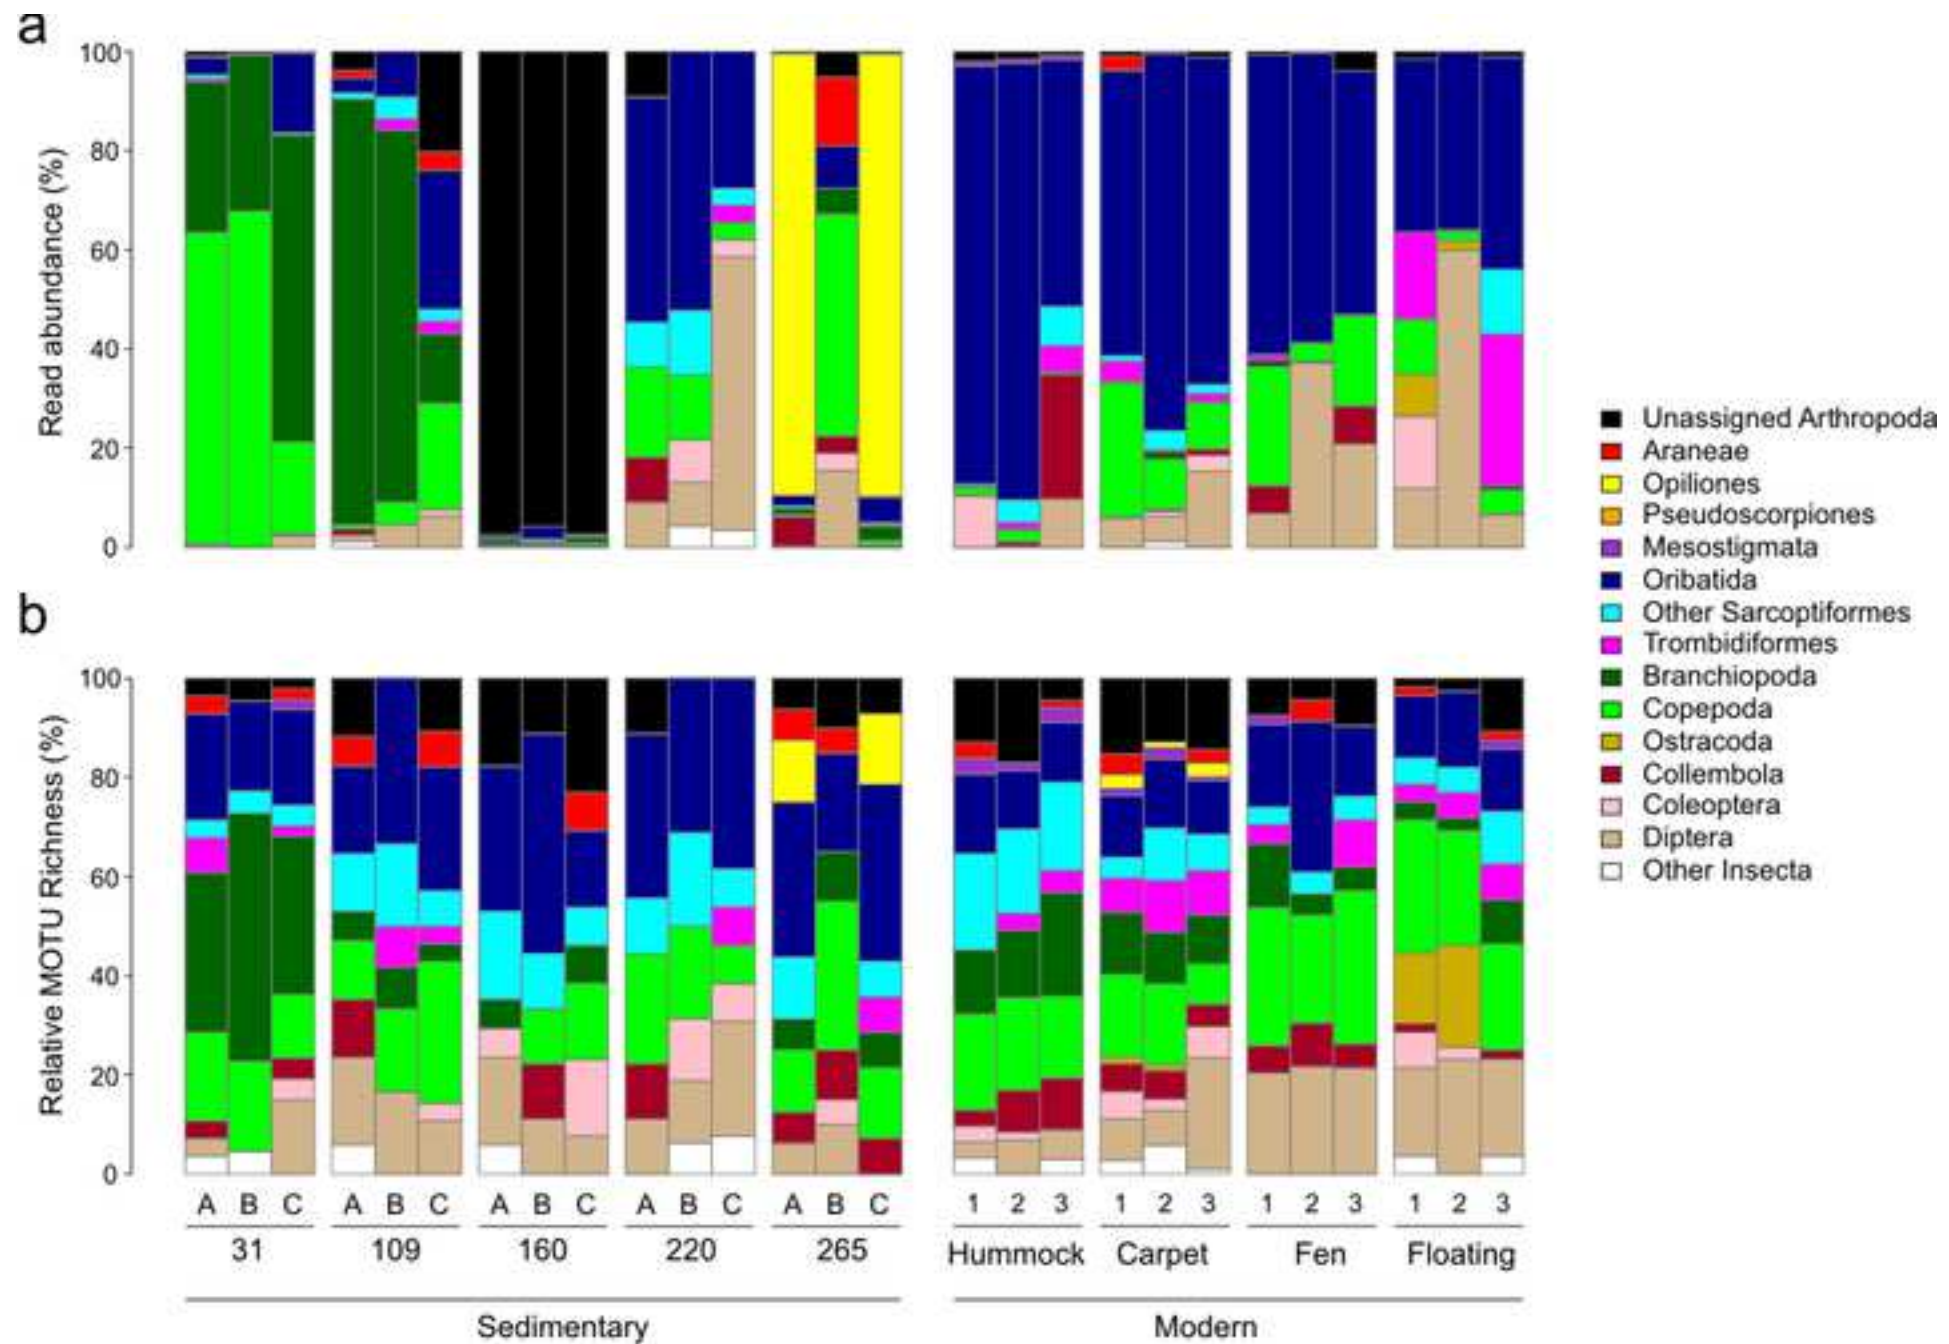 a
Read abundance (%)
100
80
60
40
20
0
b
Relative MOTU Richness (%)
100
80
60
40
20
0
A B C A B C A B C A B C A B C 1 2 3 1 2 3 1 2 3 1 2 3
31 109 160 220 265 Hummock Carpet Fen Floating
Sedimentary Modern
Unassigned Arthropoda
Araneae
Opiliones
Pseudoscorpiones
Mesostigmata
Oribatida
Other Sarcoptiformes
Trombidiformes
Branchiopoda
Copepoda
Ostracoda
Collembola
Coleoptera
Diptera
Other Insecta